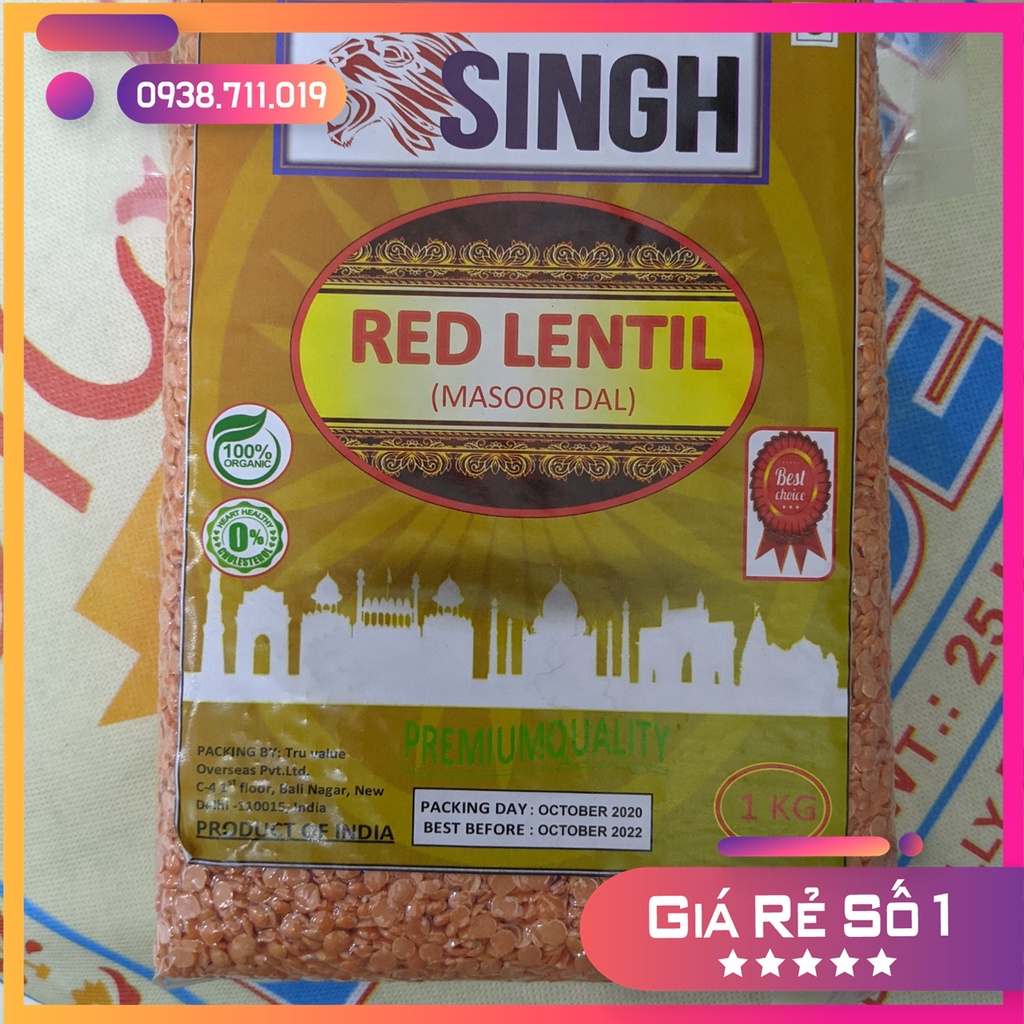 0938.711.019
SINGH
RED LENTIL
(MASOOR DAL)
100%
ORGANIC
HEART HEALTHY
0%
CHOLESTEROL
Best
choice
PREMIUMQUALITY
PACKING BY: Tru value
Overseas Pvt.Ltd.
C-4 1st floor, Bali Nagar, New
Delhi -110015, India
PRODUCT OF INDIA
PACKING DAY : OCTOBER 2020
BEST BEFORE : OCTOBER 2022
1 KG
GIÁ RẺ SỐ 1